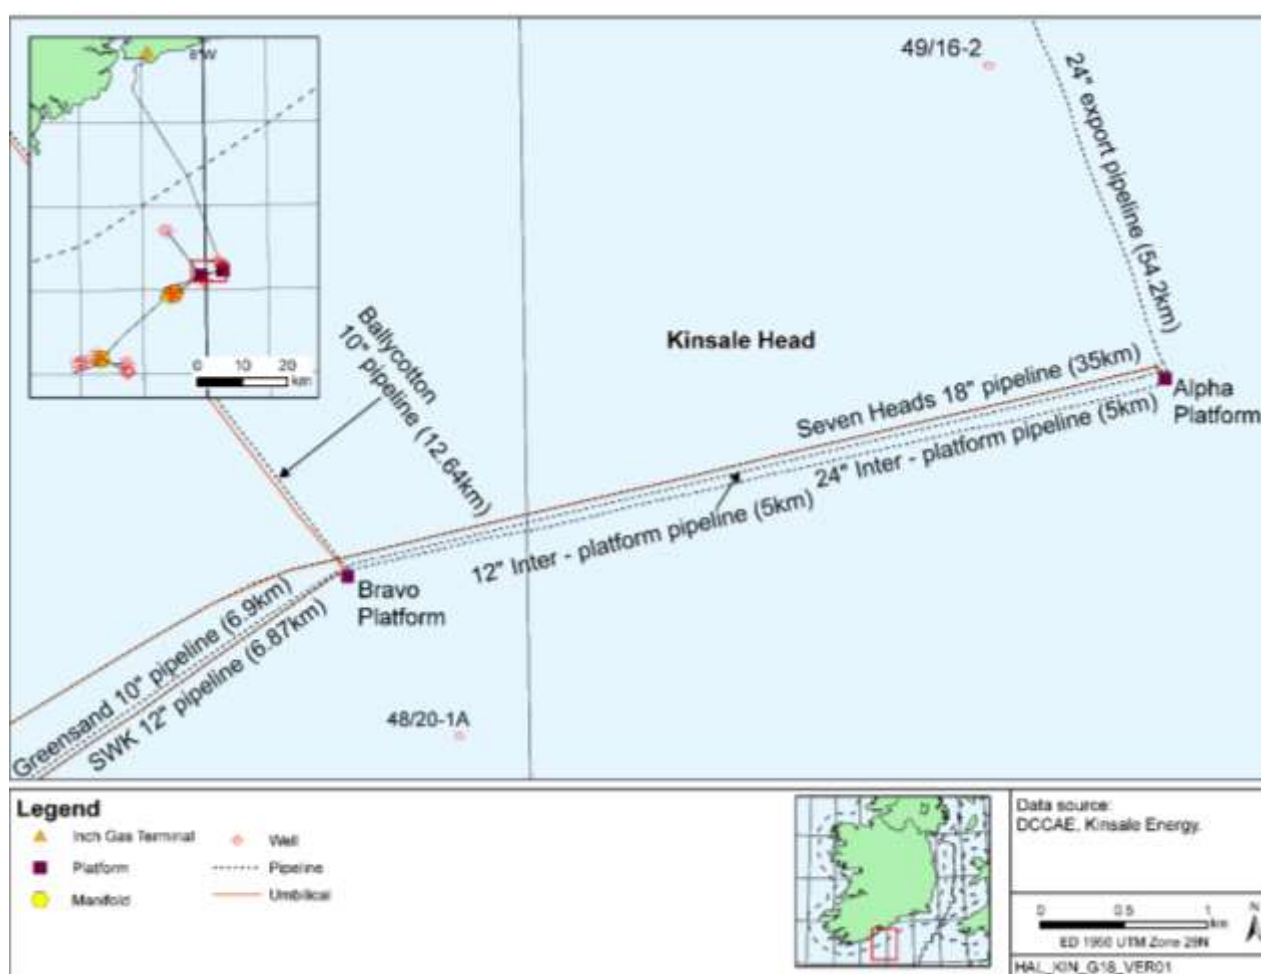 8°W
0 10 20
km
49/16-2
24" export pipeline (54.2km)
Ballycotton
10" pipeline (12.64km)
Kinsale Head
Seven Heads 18" pipeline (35km)
24" Inter - platform pipeline (5km)
12" Inter - platform pipeline (5km)
Alpha
Platform
Bravo
Platform
Greensand 10" pipeline (6.9km)
SWK 12" pipeline (6.87km)
48/20-1A
Legend
Inch Gas Terminal
Platform
Manifold
Well
Pipeline
Umbilical
Data source:
DCCAE, Kinsale Energy.
0 0.5 1
km
N
ED 1950 UTM Zone 29N
HAL_KIN_G18_VER01